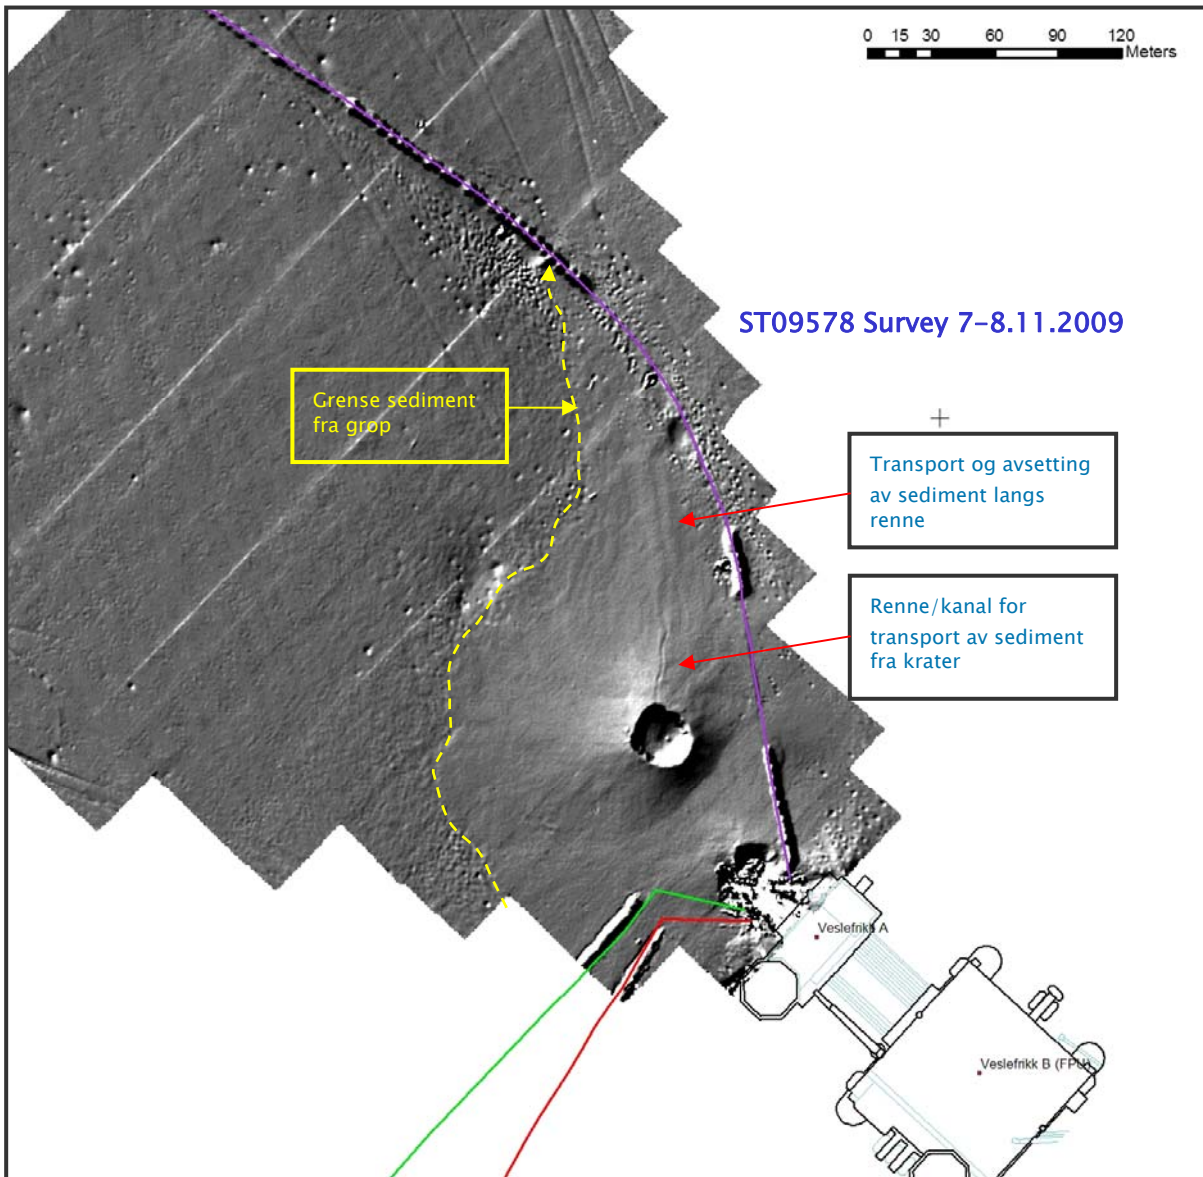 0 15 30 60 90 120
Meters
ST09578 Survey 7-8.11.2009
Grense sediment
fra grop
Transport og avsetting
av sediment langs
renne
Renne/kanal for
transport av sediment
fra krater
Veslefrikk A
Veslefrikk B (FPU)